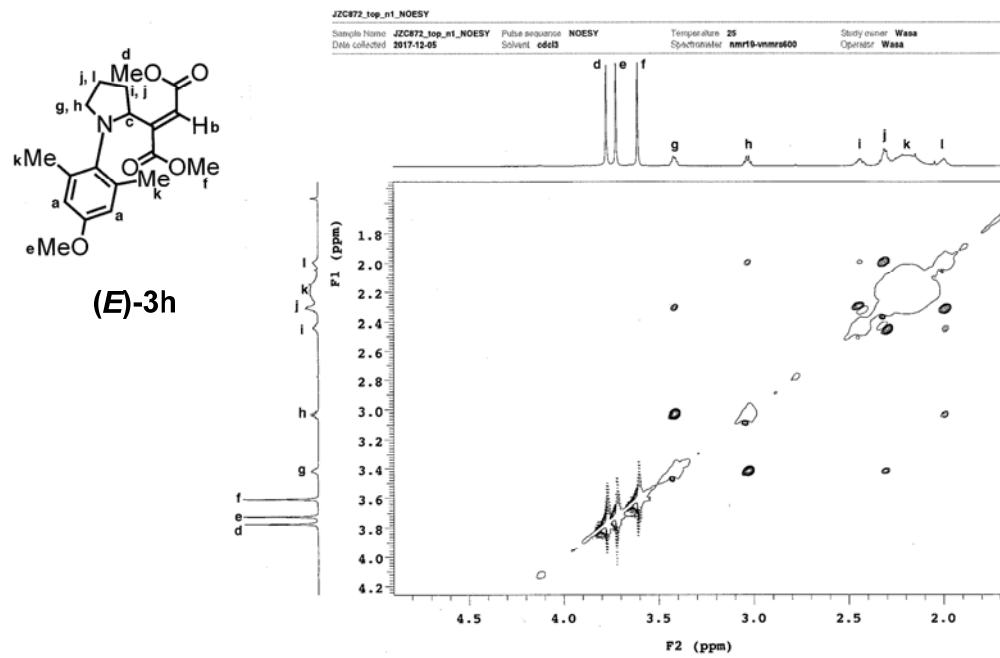 JZC872_top_n1_NOESY
Sample Name JZC872_top_n1_NOESY Pulse sequence NOESY Temperature 25 Study owner Wasa
Date collected 2017-12-05 Solvent cdcl3 Spectrometer nmr19-vnmrs600 Operator Wasa
d e f g h i j k l
d
MeO O
j, l
i, j
g, h
N c H b
O OMe
f
kMe
Me
k
a
a
eMeO
(E)-3h
l
k
j
i
h
g
f
e
d
F1 (ppm)
1.8
2.0
2.2
2.4
2.6
2.8
3.0
3.2
3.4
3.6
3.8
4.0
4.2
4.5 4.0 3.5 3.0 2.5 2.0
F2 (ppm)